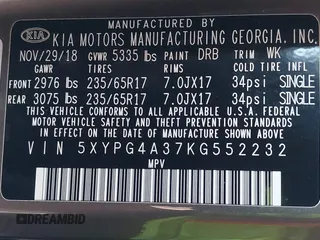 MANUFACTURED BY
KIA KIA MOTORS MANUFACTURING GEORGIA, INC.
NOV/29/18 GVWR 5335 lbs PAINT DRB TRIM WK
GAWR TIRE RIM COLD TIRE INFL
FRONT 2976 lbs 235/65R17 7.0JX17 34psi SINGLE
REAR 3075 lbs 235/65R17 7.0JX17 34psi SINGLE
THIS VEHICLE CONFORMS TO ALL APPLICABLE U.S.A. FEDERAL
MOTOR VEHICLE SAFETY AND THEFT PREVENTION STANDARDS IN
EFFECT ON THE DATE OF MANUFACTURE SHOWN ABOVE.
VIN 5XYPG4A37KG552232
MPV
DREAMBID